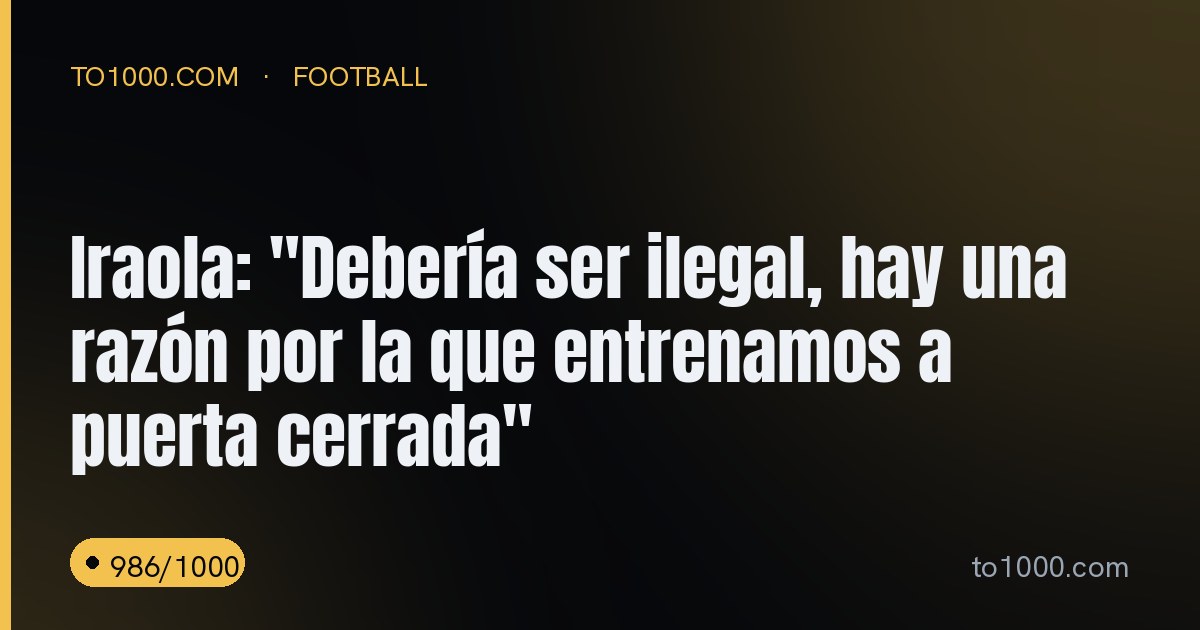 TO1000.COM · FOOTBALL
Iraola: "Debería ser ilegal, hay una
razón por la que entrenamos a
puerta cerrada"
986/1000
to1000.com